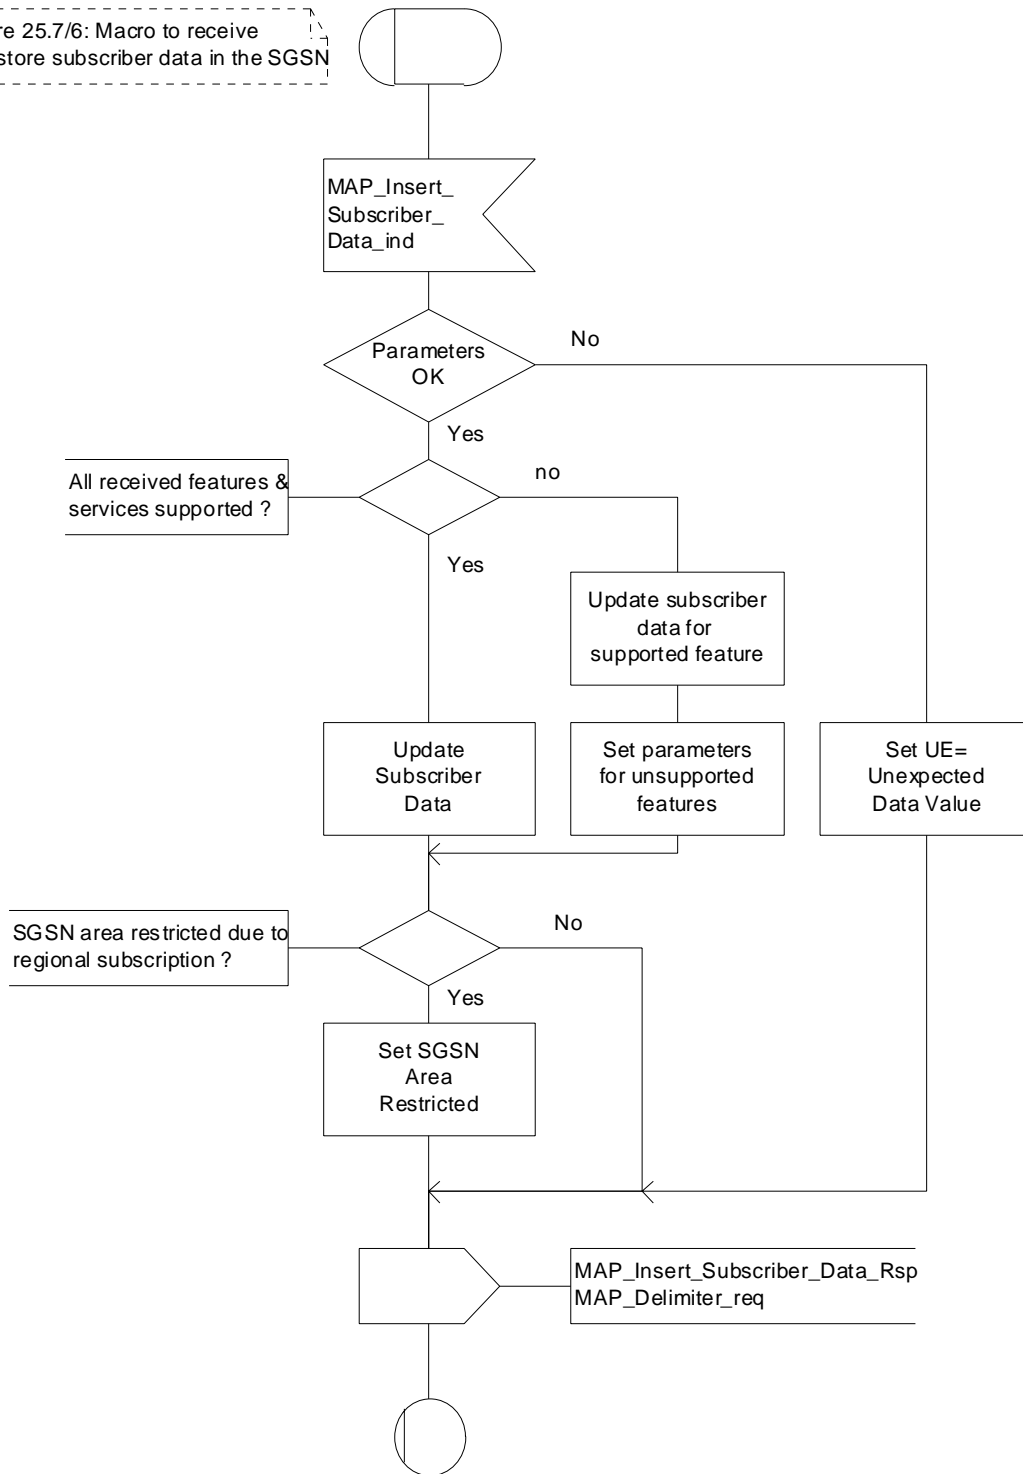 re 25.7/6: Macro to receive
store subscriber data in the SGSN
MAP_Insert_
Subscriber_
Data_ind
Parameters
OK
No
Yes
All received features &
services supported ?
no
Yes
Update subscriber
data for
supported feature
Update
Subscriber
Data
Set parameters
for unsupported
features
Set UE=
Unexpected
Data Value
SGSN area restricted due to
regional subscription ?
No
Yes
Set SGSN
Area
Restricted
MAP_Insert_Subscriber_Data_Rsp
MAP_Delimiter_req